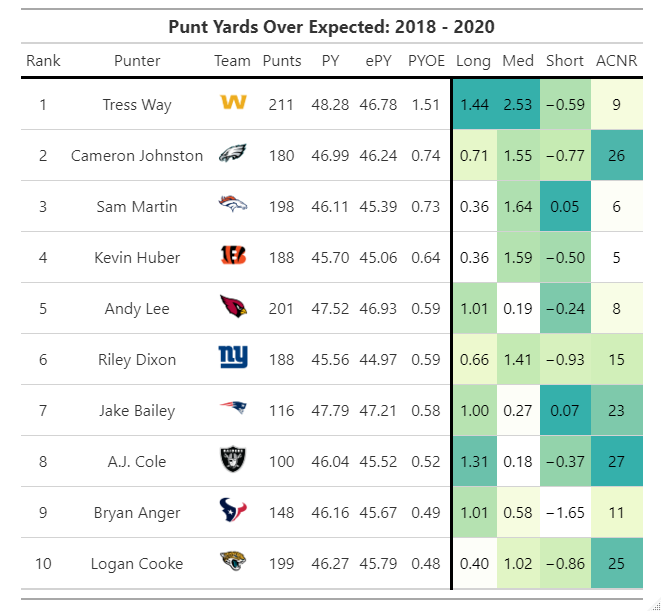 Punt Yards Over Expected: 2018 - 2020
Rank Punter Team Punts PY ePY PYOE Long Med Short ACNR
1 Tress Way W 211 48.28 46.78 1.51 1.44 2.53 −0.59 9
2 Cameron Johnston 180 46.99 46.24 0.74 0.71 1.55 −0.77 26
3 Sam Martin 198 46.11 45.39 0.73 0.36 1.64 0.05 6
4 Kevin Huber 188 45.70 45.06 0.64 0.36 1.59 −0.50 5
5 Andy Lee 201 47.52 46.93 0.59 1.01 0.19 −0.24 8
6 Riley Dixon ny 188 45.56 44.97 0.59 0.66 1.41 −0.93 15
7 Jake Bailey 116 47.79 47.21 0.58 1.00 0.27 0.07 23
8 A.J. Cole RAIDERS 100 46.04 45.52 0.52 1.31 0.18 −0.37 27
9 Bryan Anger 148 46.16 45.67 0.49 1.01 0.58 −1.65 11
10 Logan Cooke 199 46.27 45.79 0.48 0.40 1.02 −0.86 25